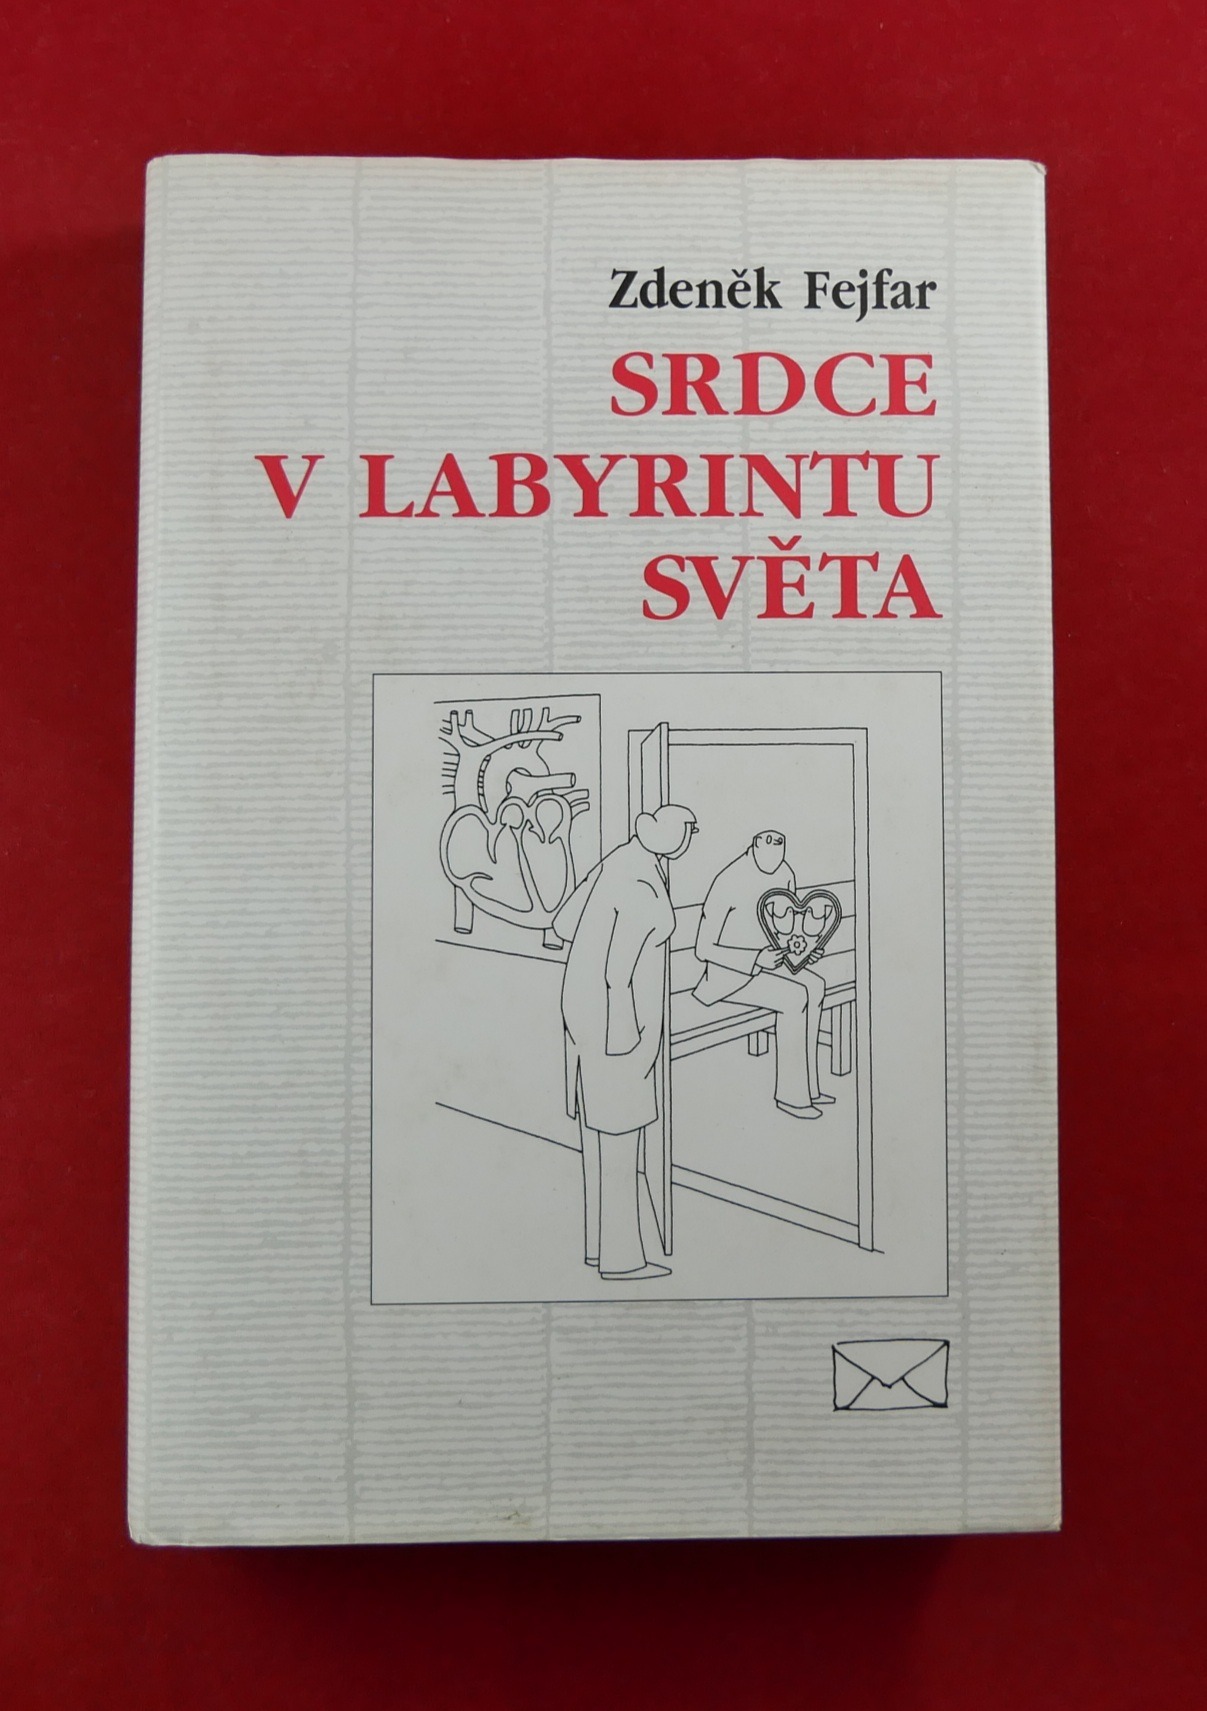 Zdeněk Fejfar
SRDCE
V LABYRINTU
SVĚTA